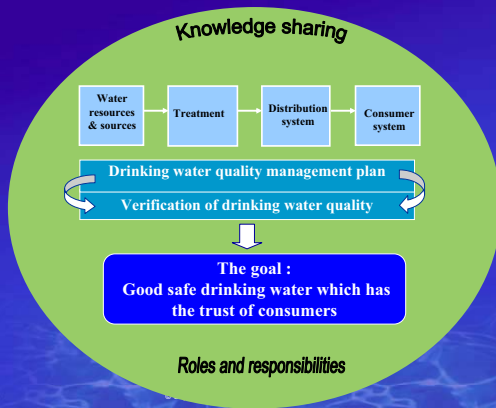 Knowledge sharing
Water
resources
& sources
Treatment
Distribution
system
Consumer
system
Drinking water quality management plan
Verification of drinking water quality
The goal :
Good safe drinking water which has
the trust of consumers
Roles and responsibilities